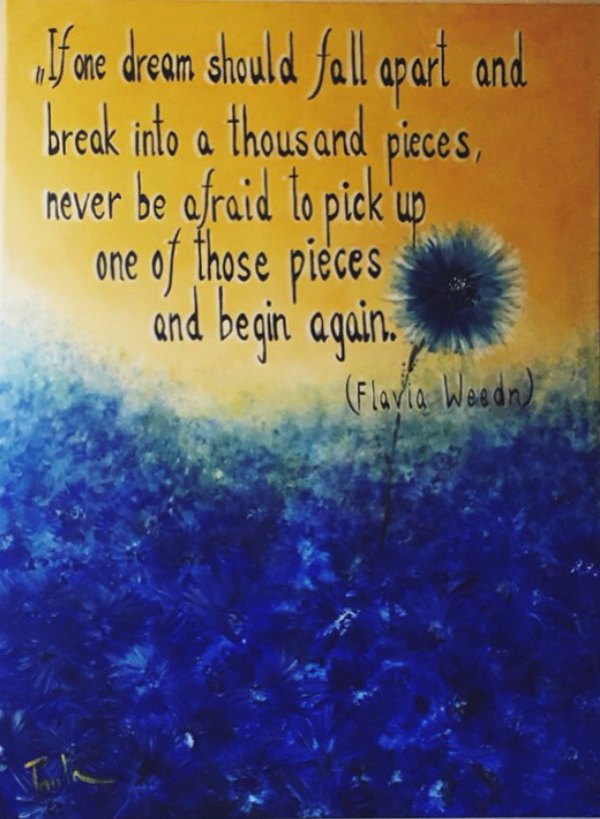 „If one dream should fall apart and
break into a thousand pieces,
never be afraid to pick up
one of those pieces
and begin again.
(Flavia Weedn)